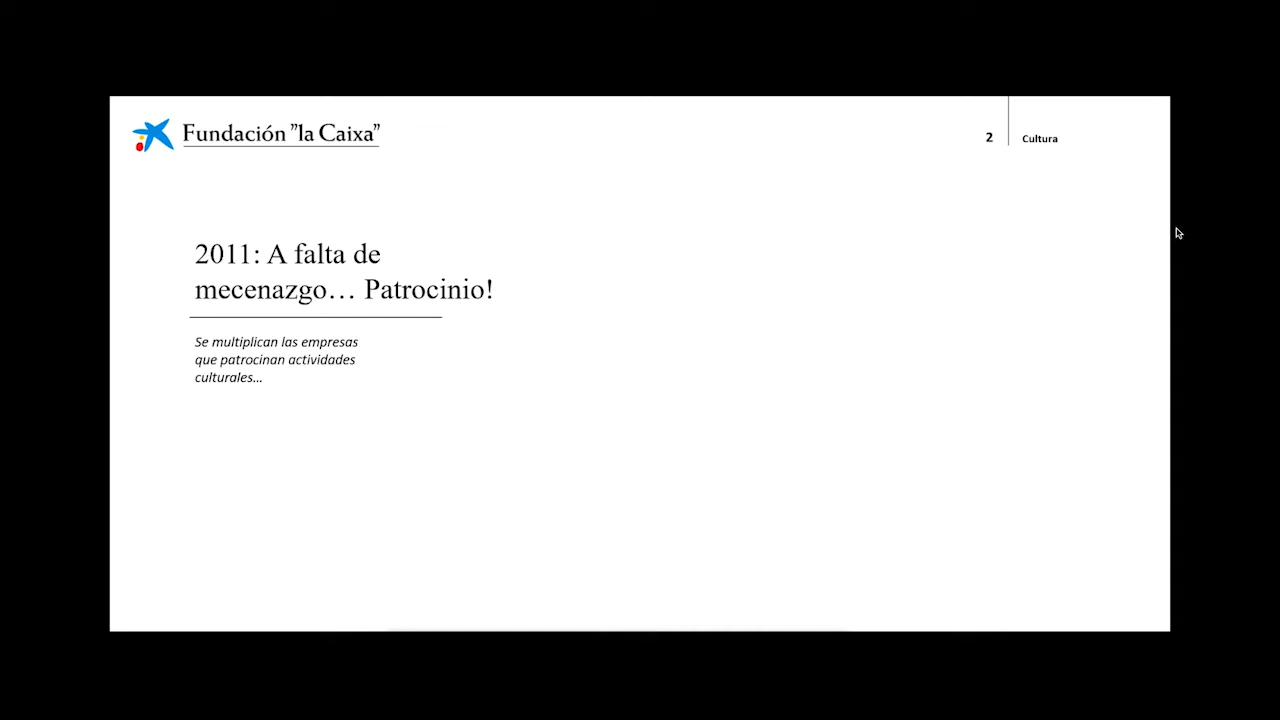 Fundación "la Caixa"
2
Cultura
2011: A falta de
mecenazgo… Patrocinio!
Se multiplican las empresas
que patrocinan actividades
culturales…